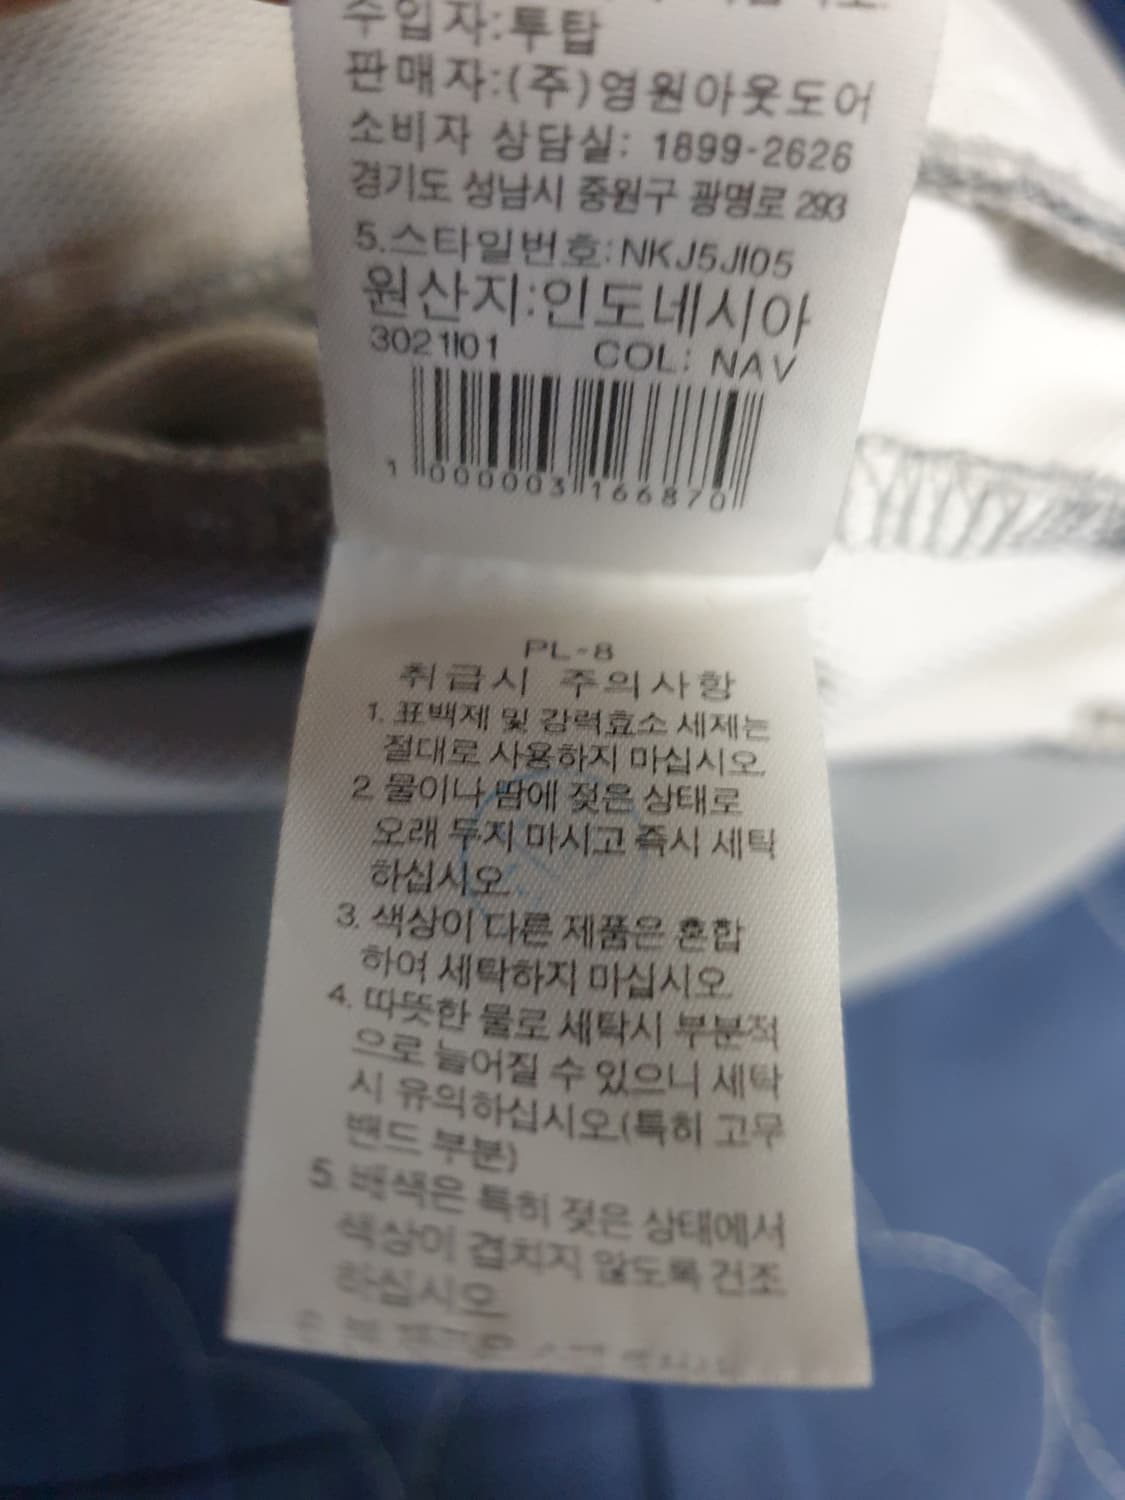 수입자:투탑
판매자:(주)영원아웃도어
소비자 상담실: 1899-2626
경기도 성남시 중원구 광명로 293
5.스타일번호:NKJ5JI05
원산지:인도네시아
3021I01 COL: NAV
1 000003 166870
PL-8
취급시 주의사항
1. 표백제 및 강력효소 세제는
절대로 사용하지 마십시오
2 물이나 땀에 젖은 상태로
오래 두지 마시고 즉시 세탁
하십시오
3. 색상이 다른 제품은 혼합
하여 세탁하지 마십시오
4. 따뜻한 물로 세탁시 부분적
으로 늘어질 수 있으니 세탁
시 유의하십시오(특히 고무
밴드 부분)
5. 배색은 특히 젖은 상태에서
색상이 겹치지 않도록 건조
하십시오